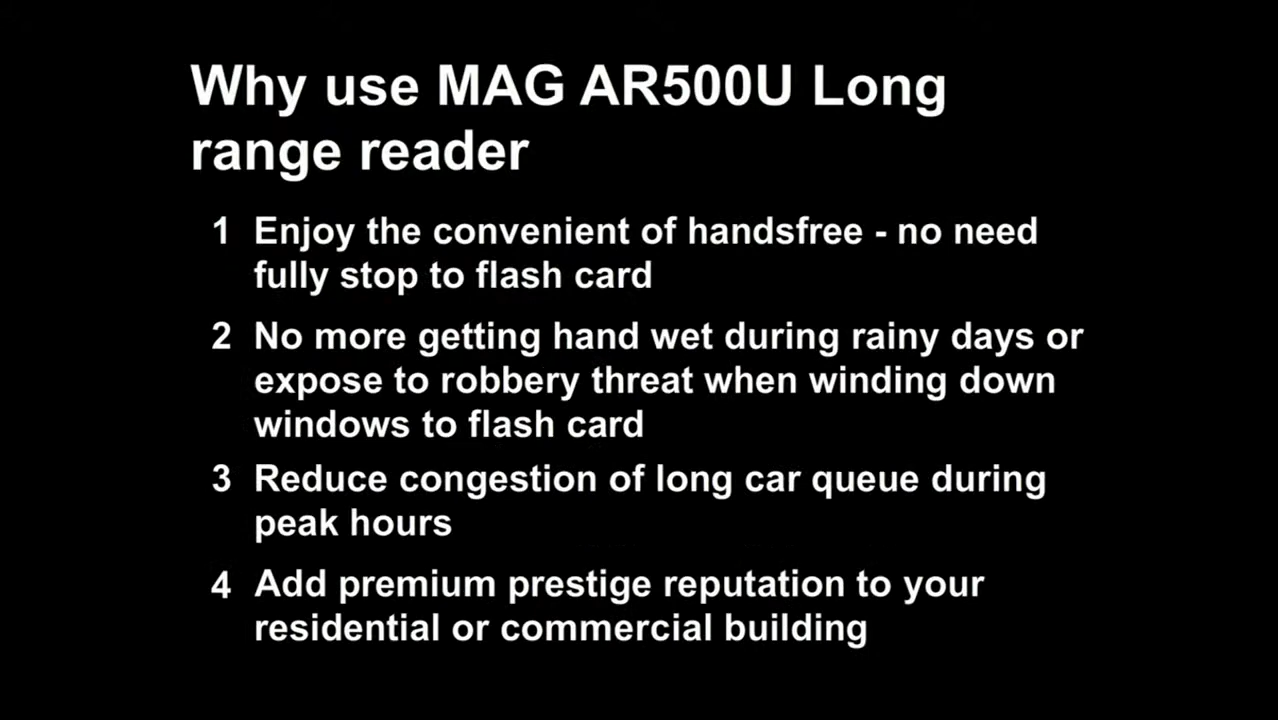 Why use MAG AR500U Long
range reader
1 Enjoy the convenient of handsfree - no need
fully stop to flash card
2 No more getting hand wet during rainy days or
expose to robbery threat when winding down
windows to flash card
3 Reduce congestion of long car queue during
peak hours
4 Add premium prestige reputation to your
residential or commercial building